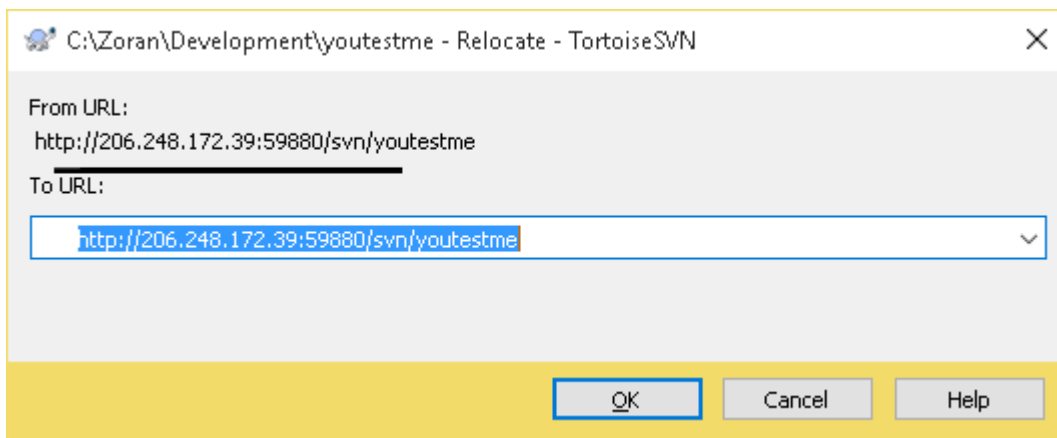 C:\Zoran\Development\youtestme - Relocate - TortoiseSVN
From URL:
http://206.248.172.39:59880/svn/youtestme
To URL:
http://206.248.172.39:59880/svn/youtestme
OK Cancel Help